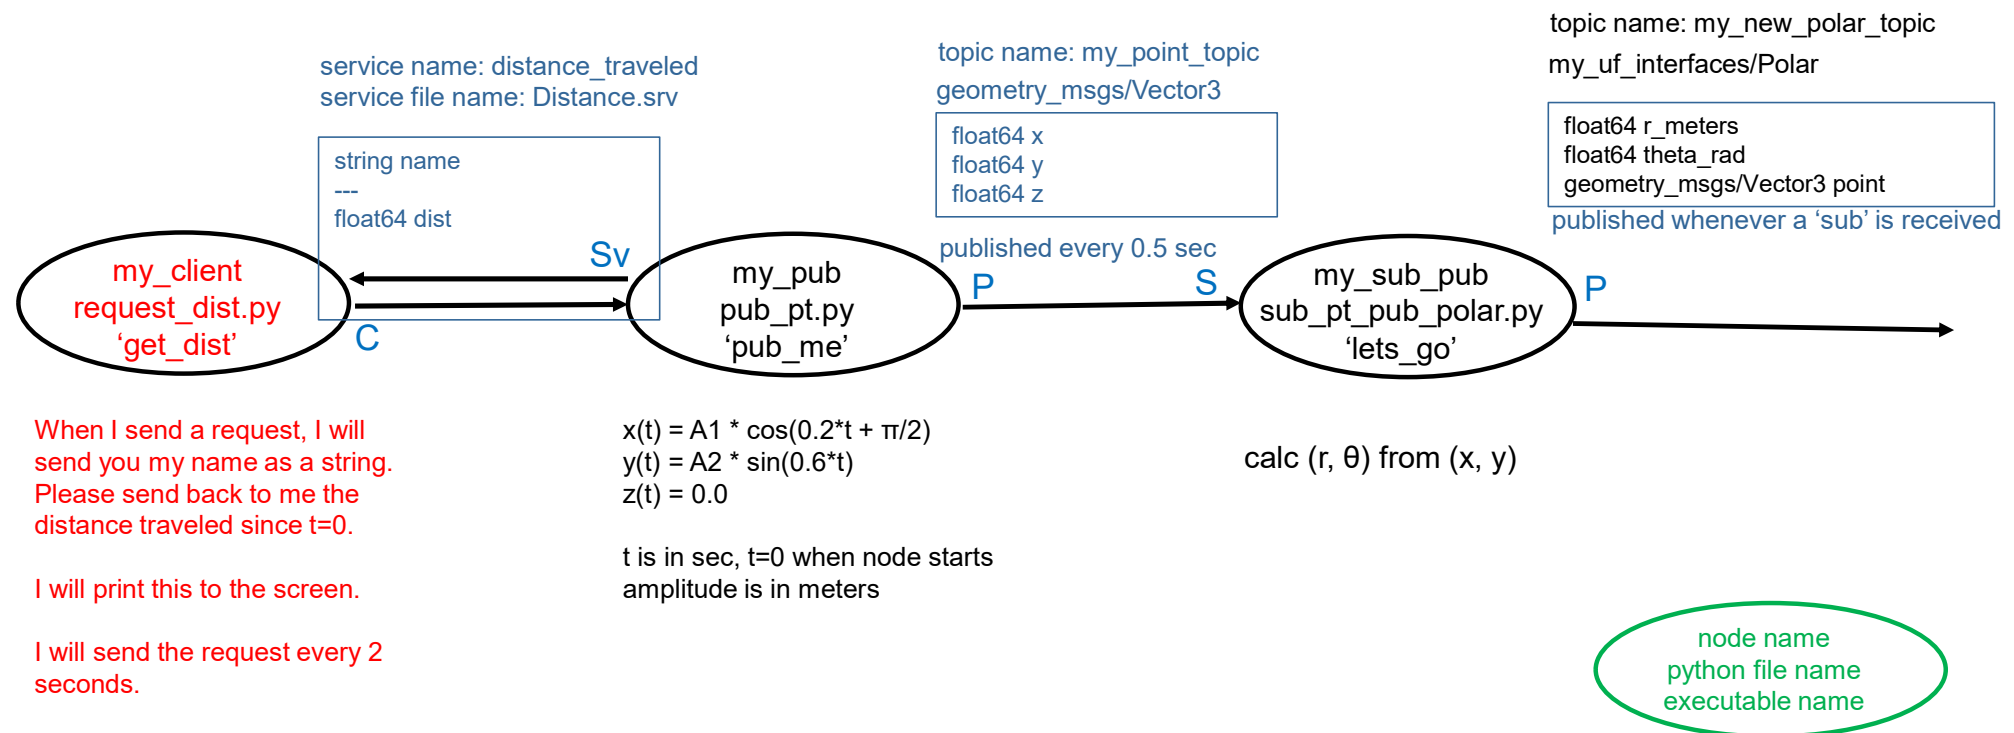 service name: distance_traveled
service file name: Distance.srv
string name
---
float64 dist
topic name: my_point_topic
geometry_msgs/Vector3
float64 x
float64 y
float64 z
published every 0.5 sec
topic name: my_new_polar_topic
my_uf_interfaces/Polar
float64 r_meters
float64 theta_rad
geometry_msgs/Vector3 point
published whenever a ‘sub’ is received
my_client
request_dist.py
‘get_dist’
Sv
C
my_pub
pub_pt.py
‘pub_me’
P
S
my_sub_pub
sub_pt_pub_polar.py
‘lets_go’
P
When I send a request, I will
send you my name as a string.
Please send back to me the
distance traveled since t=0.
I will print this to the screen.
I will send the request every 2
seconds.
x(t) = A1 * cos(0.2*t + π/2)
y(t) = A2 * sin(0.6*t)
z(t) = 0.0
t is in sec, t=0 when node starts
amplitude is in meters
calc (r, θ) from (x, y)
node name
python file name
executable name